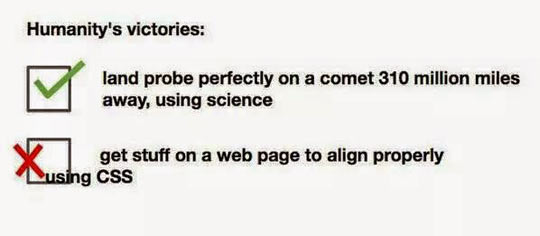 Humanity's victories:
land probe perfectly on a comet 310 million miles
away, using science
get stuff on a web page to align properly
using CSS